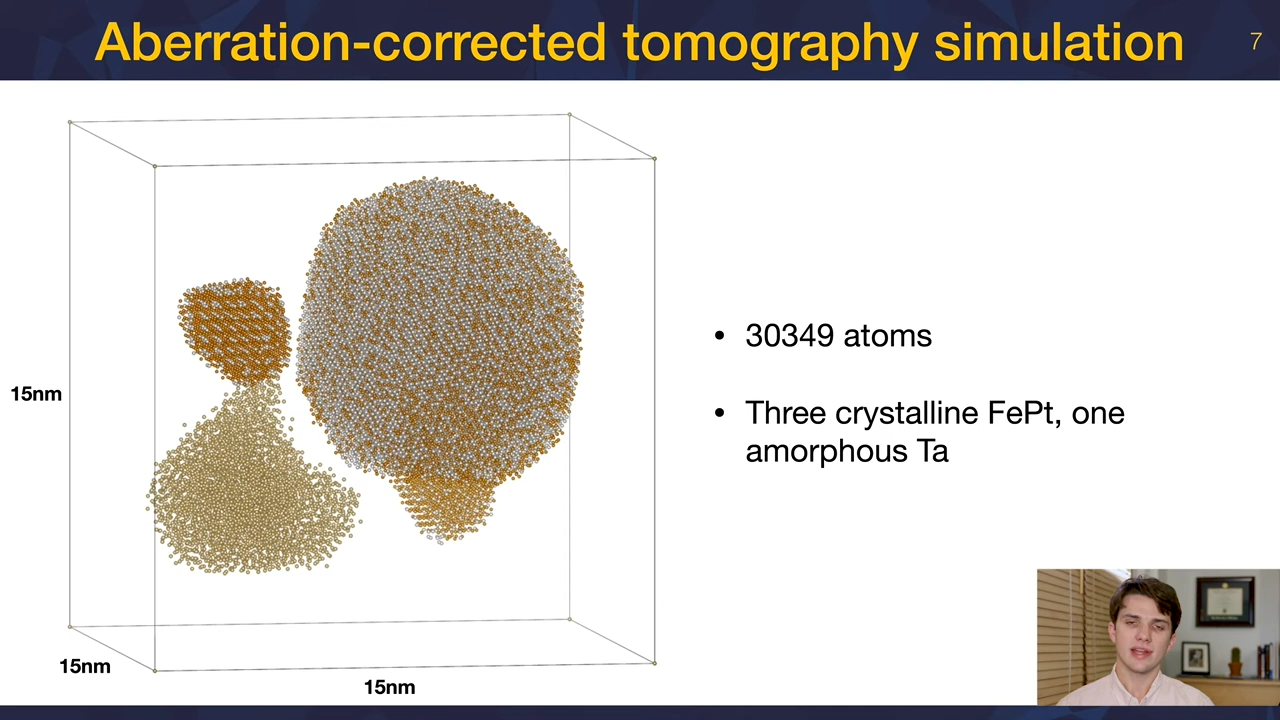 Aberration-corrected tomography simulation
7
• 30349 atoms
15nm
• Three crystalline FePt, one
amorphous Ta
15nm
15nm